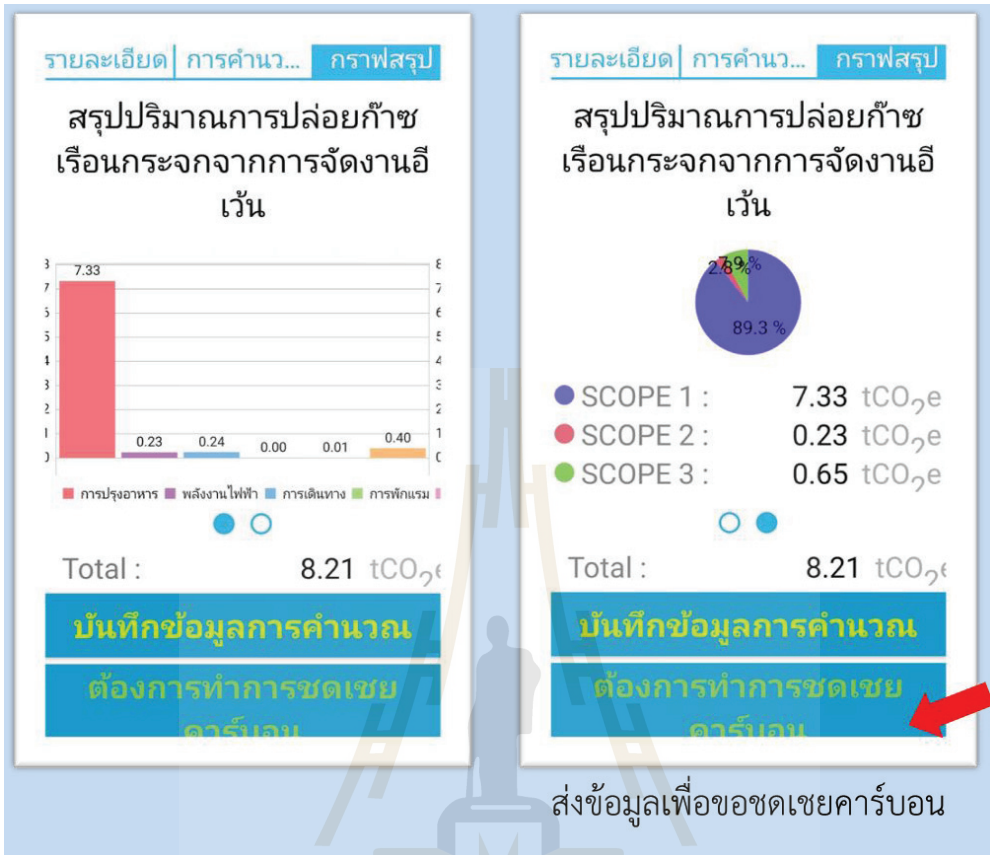 รายละเอียด การคำนว... กราฟสรุป
สรุปปริมาณการปล่อยก๊าซ
เรือนกระจกจากการจัดงานอี
เว้น
7.33
0.23 0.24 0.00 0.01 0.40
การปรุงอาหาร พลังงานไฟฟ้า การเดินทาง การพักแรม
Total : 8.21 tCO2e
บันทึกข้อมูลการคำนวณ
ต้องการทำการชดเชย
คาร์บอน
รายละเอียด การคำนว... กราฟสรุป
สรุปปริมาณการปล่อยก๊าซ
เรือนกระจกจากการจัดงานอี
เว้น
2.8% 7.9 %
89.3 %
SCOPE 1 : 7.33 tCO2e
SCOPE 2 : 0.23 tCO2e
SCOPE 3 : 0.65 tCO2e
Total : 8.21 tCO2e
บันทึกข้อมูลการคำนวณ
ต้องการทำการชดเชย
คาร์บอน
ส่งข้อมูลเพื่อขอชดเชยคาร์บอน